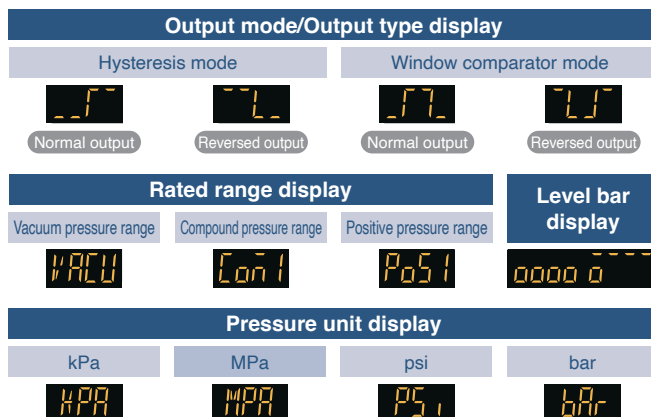 Output mode/Output type display
Hysteresis mode Window comparator mode
Normal output Reversed output Normal output Reversed output
Rated range display Level bar display
Vacuum pressure range Compound pressure range Positive pressure range
VACU Com1 PoS1
Pressure unit display
kPa MPa psi bar
KPA MPA PSi bAr